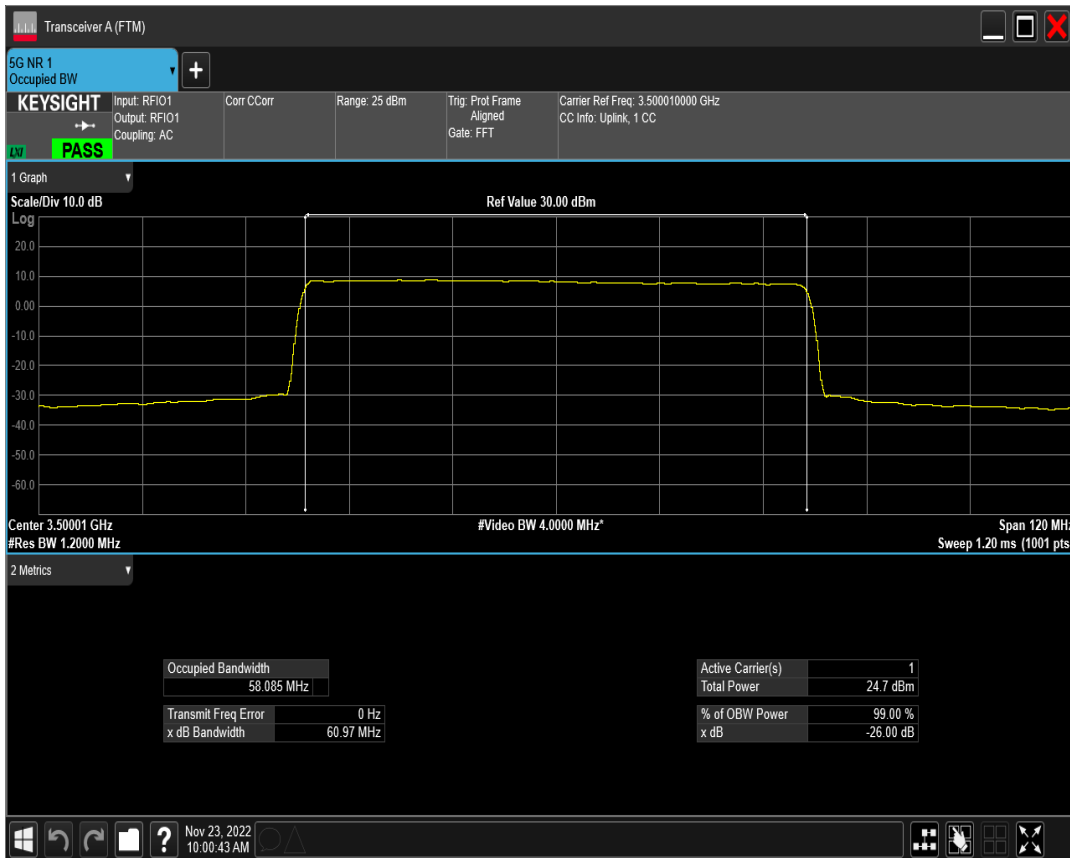 Transceiver A (FTM)
5G NR 1
Occupied BW
+
KEYSIGHT
LXI
PASS
Input: RFIO1
Output: RFIO1
Coupling: AC
Corr CCorr
Range: 25 dBm
Trig: Prot Frame
Aligned
Gate: FFT
Carrier Ref Freq: 3.500010000 GHz
CC Info: Uplink, 1 CC
1 Graph
Scale/Div 10.0 dB
Ref Value 30.00 dBm
Log
20.0
10.0
0.00
-10.0
-20.0
-30.0
-40.0
-50.0
-60.0
Center 3.50001 GHz
#Video BW 4.0000 MHz*
Span 120 MHz
#Res BW 1.2000 MHz
Sweep 1.20 ms (1001 pts
2 Metrics
Occupied Bandwidth
58.085 MHz
Transmit Freq Error 0 Hz
x dB Bandwidth 60.97 MHz
Active Carrier(s) 1
Total Power 24.7 dBm
% of OBW Power 99.00 %
x dB -26.00 dB
?
Nov 23, 2022
10:00:43 AM